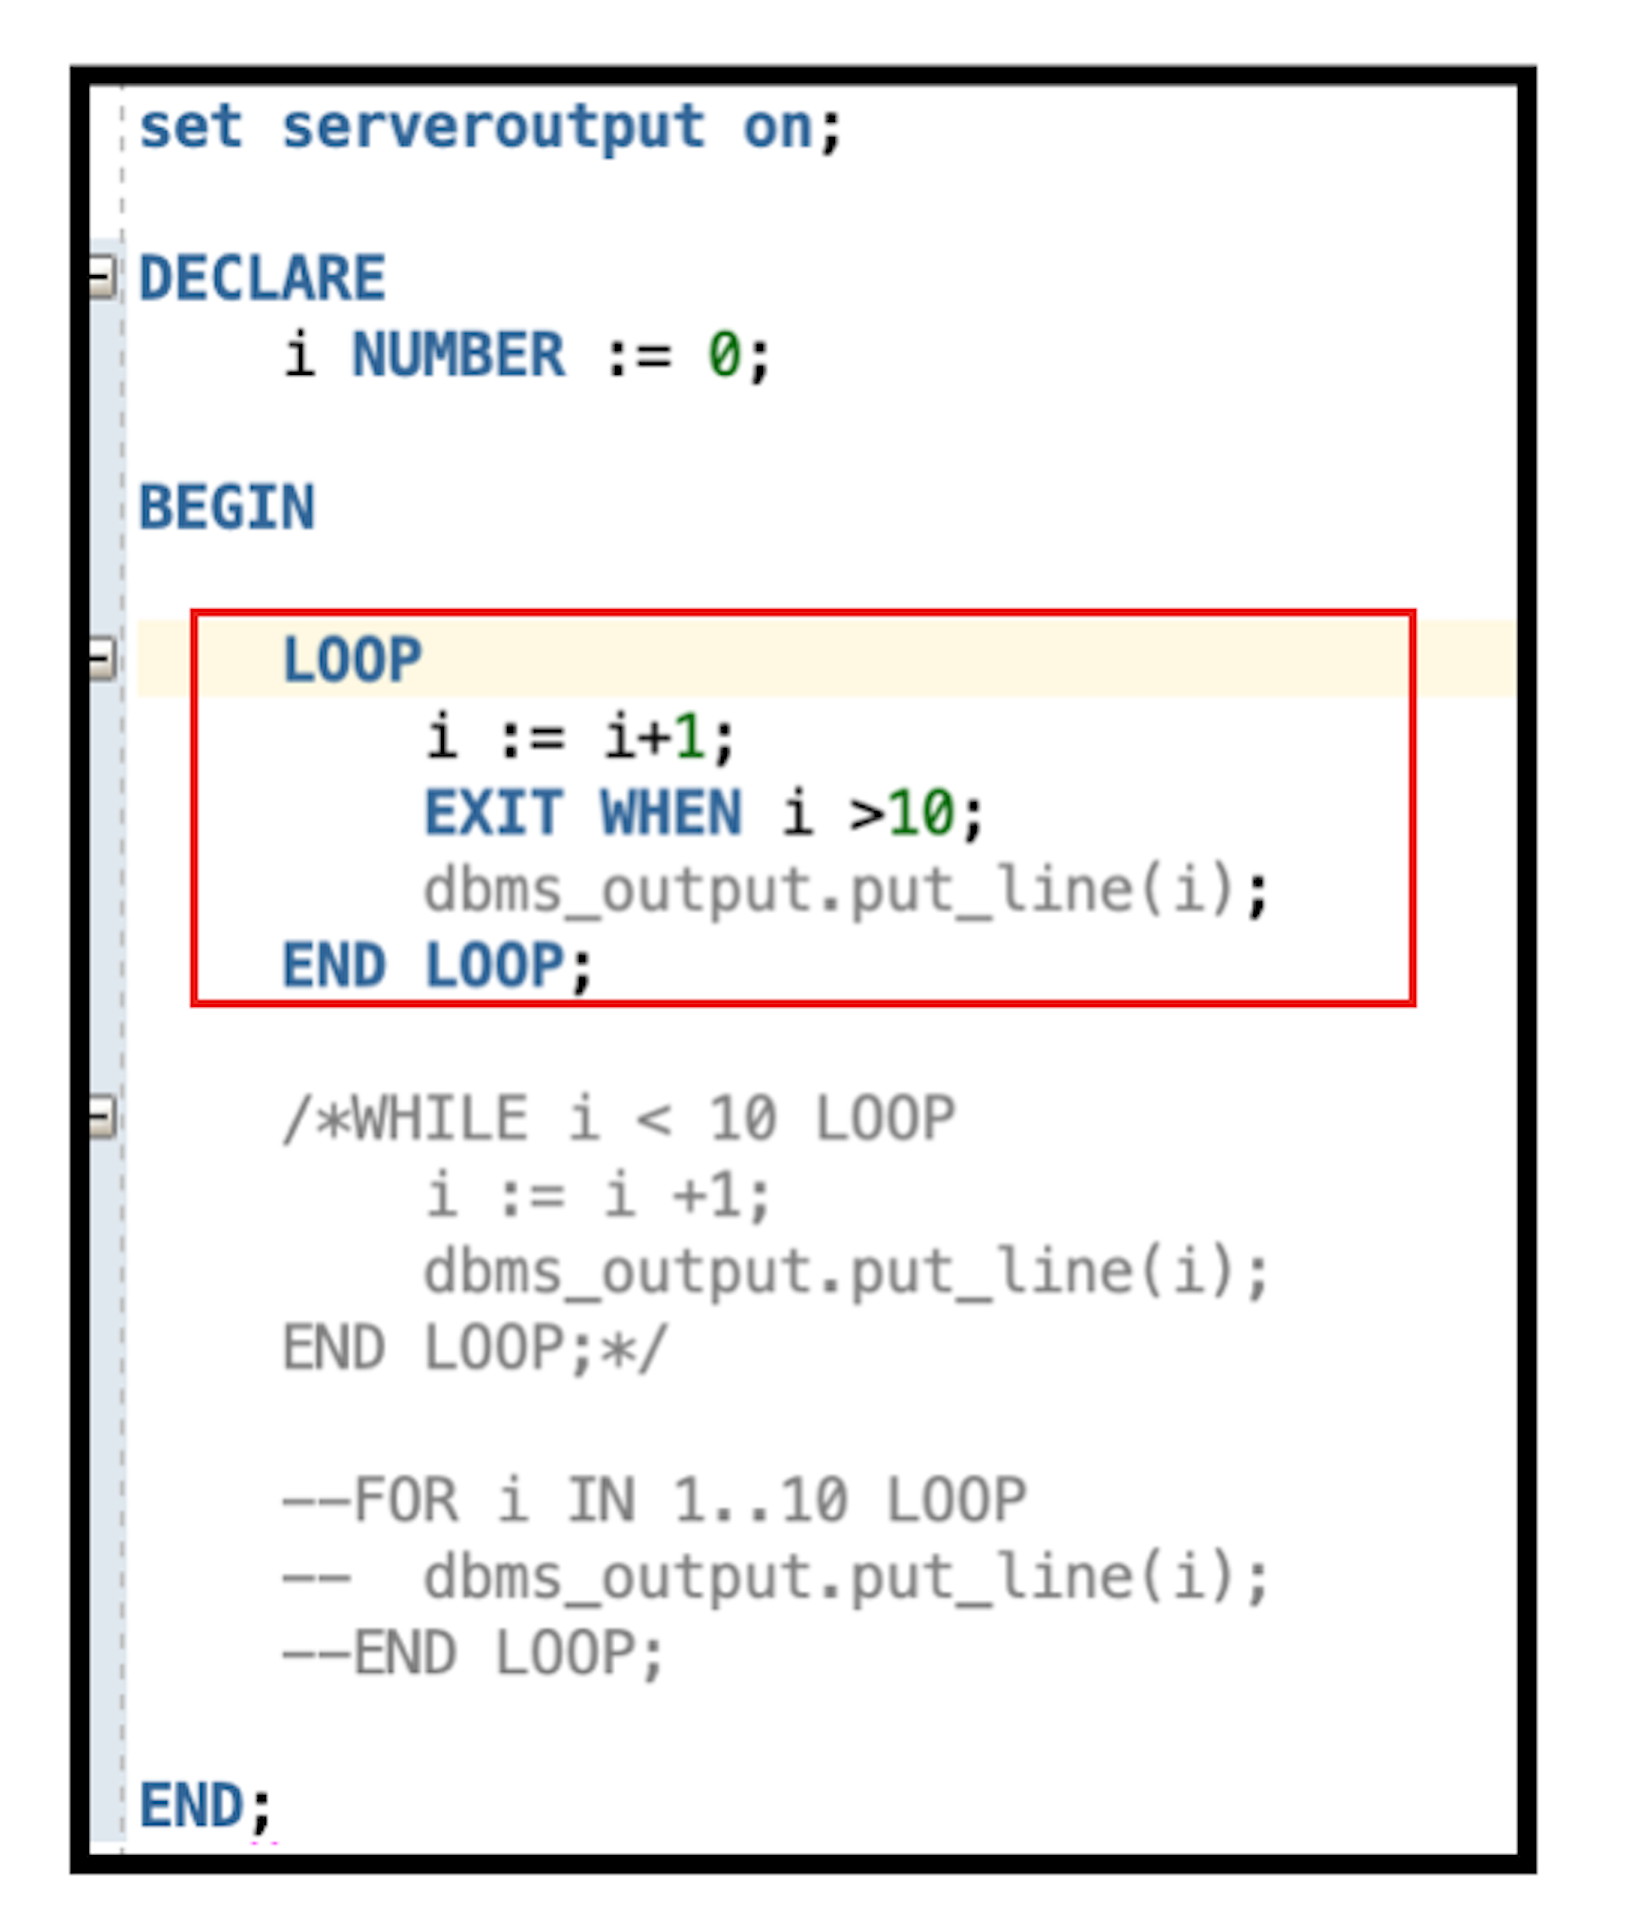 set serveroutput on;
DECLARE
i NUMBER := 0;
BEGIN
LOOP
i := i+1;
EXIT WHEN i >10;
dbms_output.put_line(i);
END LOOP;
/*WHILE i < 10 LOOP
i := i +1;
dbms_output.put_line(i);
END LOOP;*/
--FOR i IN 1..10 LOOP
--  dbms_output.put_line(i);
--END LOOP;
END;